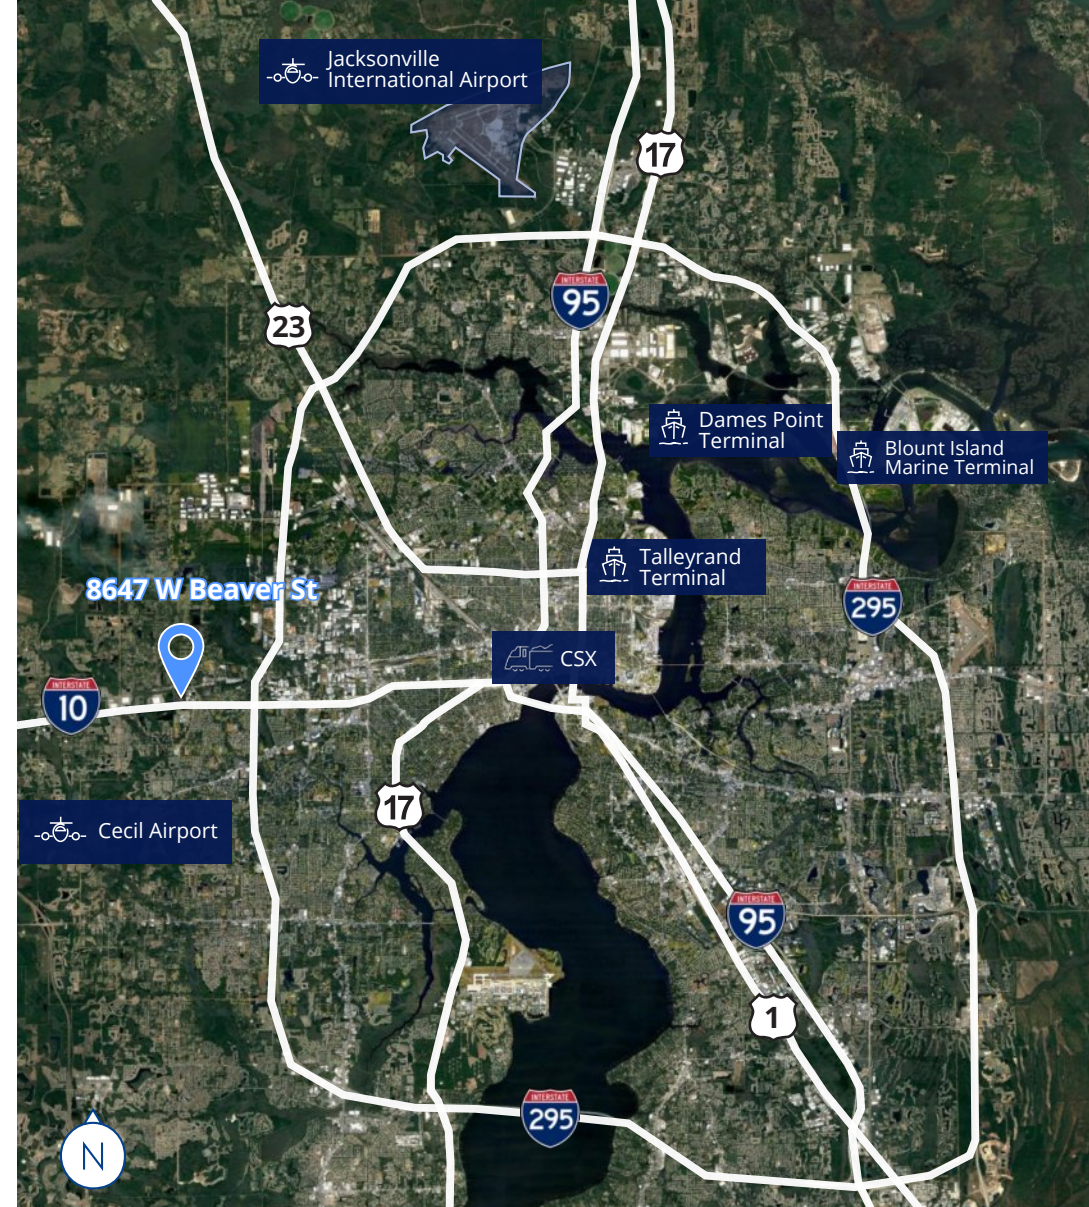 Jacksonville
International Airport
17
INTERSTATE
95
23
Dames Point
Terminal
Blount Island
Marine Terminal
Talleyrand
Terminal
8647 W Beaver St
INTERSTATE
295
CSX
INTERSTATE
10
17
Cecil Airport
INTERSTATE
95
1
INTERSTATE
295
N